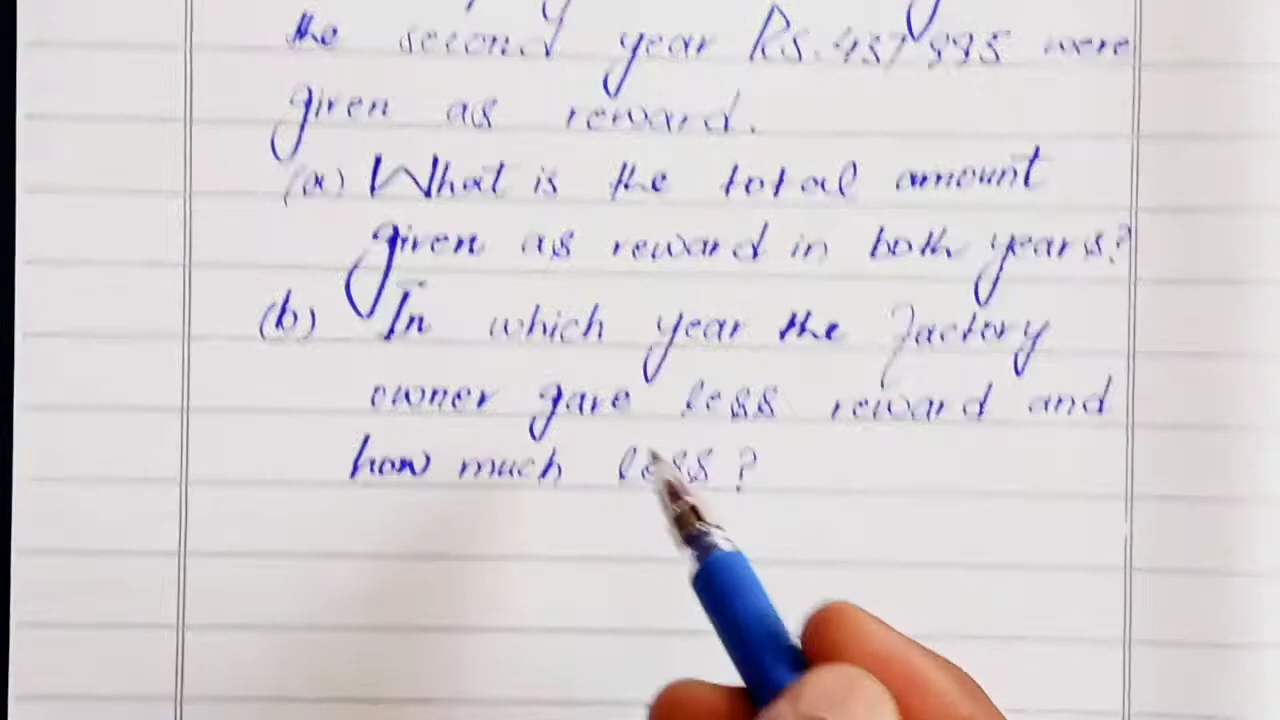 the second year Rs. were
given as reward.
(a) What is the total amount
given as reward in both years?
(b) In which year the factory
owner gave less reward and
how much less?